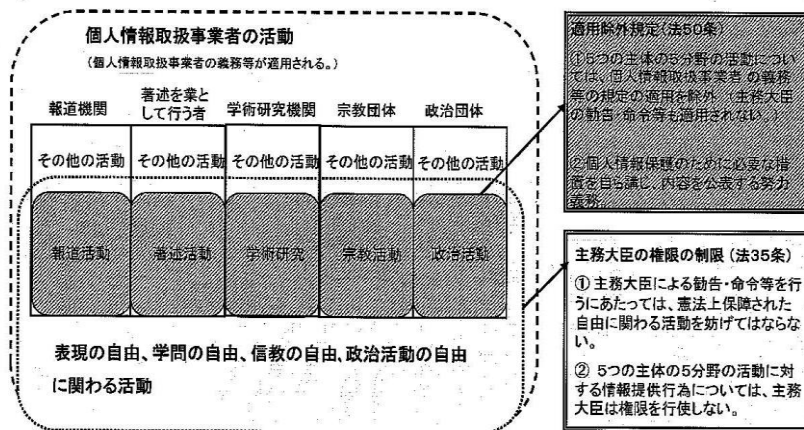 個人情報取扱事業者の活動
(個人情報取扱事業者の義務等が適用される。)
報道機関
著述を業と
して行う者
学術研究機関
宗教団体
政治団体
その他の活動
その他の活動
その他の活動
その他の活動
その他の活動
報道活動
著述活動
学術研究
宗教活動
政治活動
表現の自由、学問の自由、信教の自由、政治活動の自由
に関わる活動
適用除外規定(法50条)
①5つの主体の5分野の活動につい
ては、個人情報取扱事業者の義務
等の規定の適用を除外(主務大臣
の勧告・命令等も適用されない。)
②個人情報保護のために必要な措
置を自ら講じ、内容を公表する努力
義務。
主務大臣の権限の制限(法35条)
① 主務大臣による勧告・命令等を行
うにあたっては、憲法上保障された
自由に関わる活動を妨げてはならな
い。
② 5つの主体の5分野の活動に対
する情報提供行為については、主務
大臣は権限を行使しない。